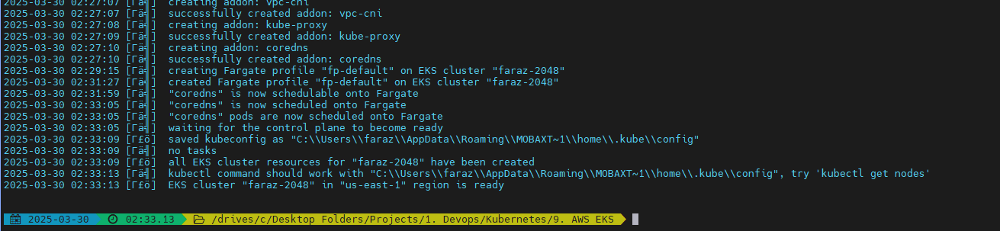 2025-03-30 02:27:07 [Γä╣]  creating addon: vpc-cni
2025-03-30 02:27:07 [Γä╣]  successfully created addon: vpc-cni
2025-03-30 02:27:08 [Γä╣]  creating addon: kube-proxy
2025-03-30 02:27:09 [Γä╣]  successfully created addon: kube-proxy
2025-03-30 02:27:10 [Γä╣]  creating addon: coredns
2025-03-30 02:27:10 [Γä╣]  successfully created addon: coredns
2025-03-30 02:29:15 [Γä╣]  creating Fargate profile "fp-default" on EKS cluster "faraz-2048"
2025-03-30 02:31:27 [Γä╣]  created Fargate profile "fp-default" on EKS cluster "faraz-2048"
2025-03-30 02:31:59 [Γä╣]  "coredns" is now schedulable onto Fargate
2025-03-30 02:33:05 [Γä╣]  "coredns" is now scheduled onto Fargate
2025-03-30 02:33:05 [Γä╣]  "coredns" pods are now scheduled onto Fargate
2025-03-30 02:33:05 [Γä╣]  waiting for the control plane to become ready
2025-03-30 02:33:09 [Γ£ö]  saved kubeconfig as "C:\\Users\\faraz\\AppData\\Roaming\\MOBAXT~1\\home\\.kube\\config"
2025-03-30 02:33:09 [Γä╣]  no tasks
2025-03-30 02:33:09 [Γ£ö]  all EKS cluster resources for "faraz-2048" have been created
2025-03-30 02:33:13 [Γä╣]  kubectl command should work with "C:\\Users\\faraz\\AppData\\Roaming\\MOBAXT~1\\home\\.kube\\config", try 'kubectl get nodes'
2025-03-30 02:33:13 [Γ£ö]  EKS cluster "faraz-2048" in "us-east-1" region is ready
2025-03-30 02:33.13 /drives/c/Desktop Folders/Projects/1. Devops/Kubernetes/9. AWS EKS